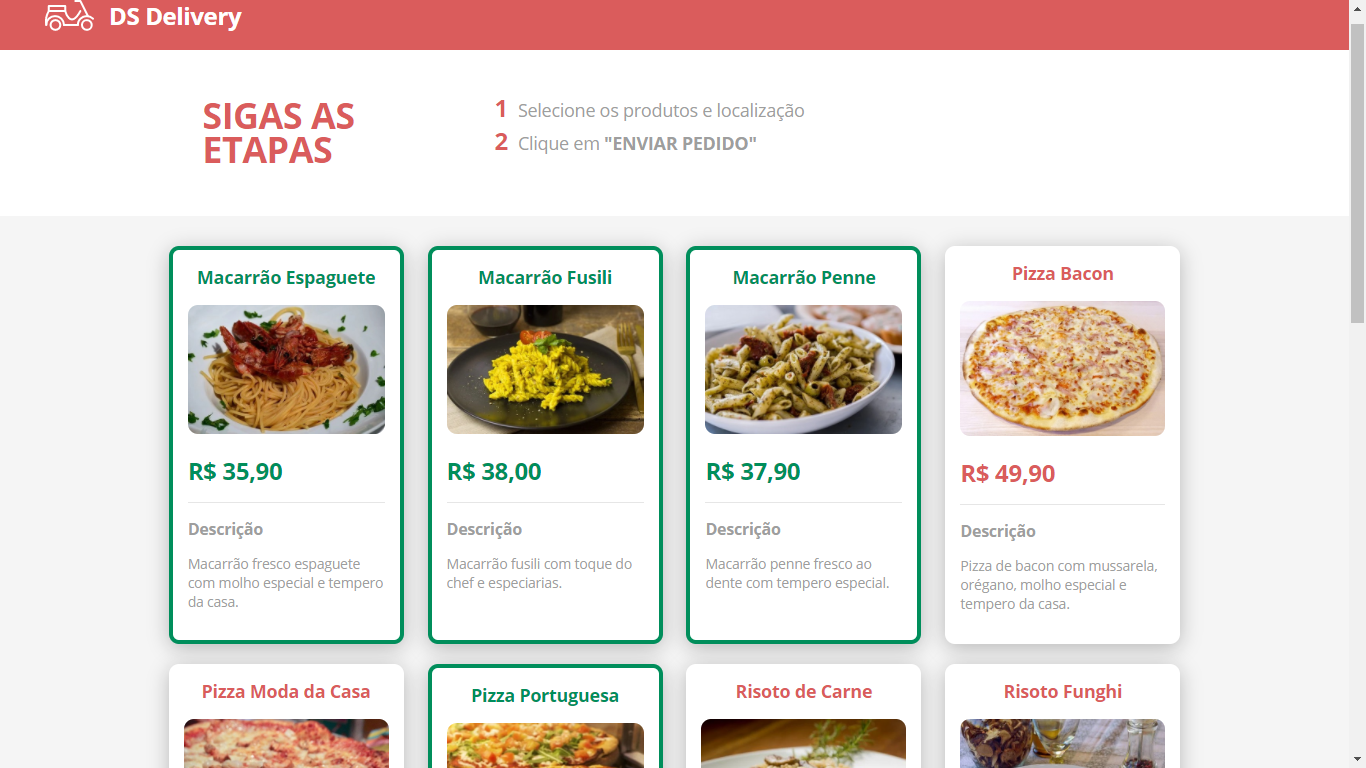 DS Delivery
SIGAS AS
ETAPAS
1 Selecione os produtos e localização
2 Clique em "ENVIAR PEDIDO"
Macarrão Espaguete
R$ 35,90
Descrição
Macarrão fresco espaguete
com molho especial e tempero
da casa.
Macarrão Fusili
R$ 38,00
Descrição
Macarrão fusili com toque do
chef e especiarias.
Macarrão Penne
R$ 37,90
Descrição
Macarrão penne fresco ao
dente com tempero especial.
Pizza Bacon
R$ 49,90
Descrição
Pizza de bacon com mussarela,
orégano, molho especial e
tempero da casa.
Pizza Moda da Casa
Pizza Portuguesa
Risoto de Carne
Risoto Funghi